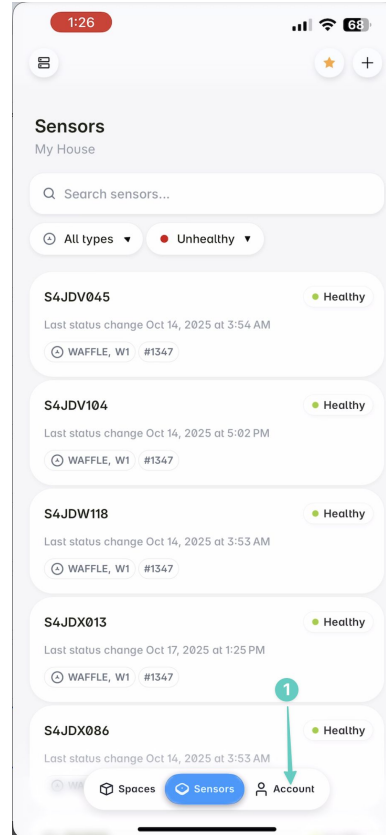 1:26
68
Sensors
My House
Search sensors...
All types ▼ Unhealthy ▼
S4JDV045 Healthy
Last status change Oct 14, 2025 at 3:54 AM
WAFFLE, W1 #1347
S4JDV104 Healthy
Last status change Oct 14, 2025 at 5:02 PM
WAFFLE, W1 #1347
S4JDW118 Healthy
Last status change Oct 14, 2025 at 3:53 AM
WAFFLE, W1 #1347
S4JDX013 Healthy
Last status change Oct 17, 2025 at 1:25 PM
WAFFLE, W1 #1347
1
S4JDX086 Healthy
Last status change Oct 14, 2025 at 3:53 AM
Spaces Sensors Account